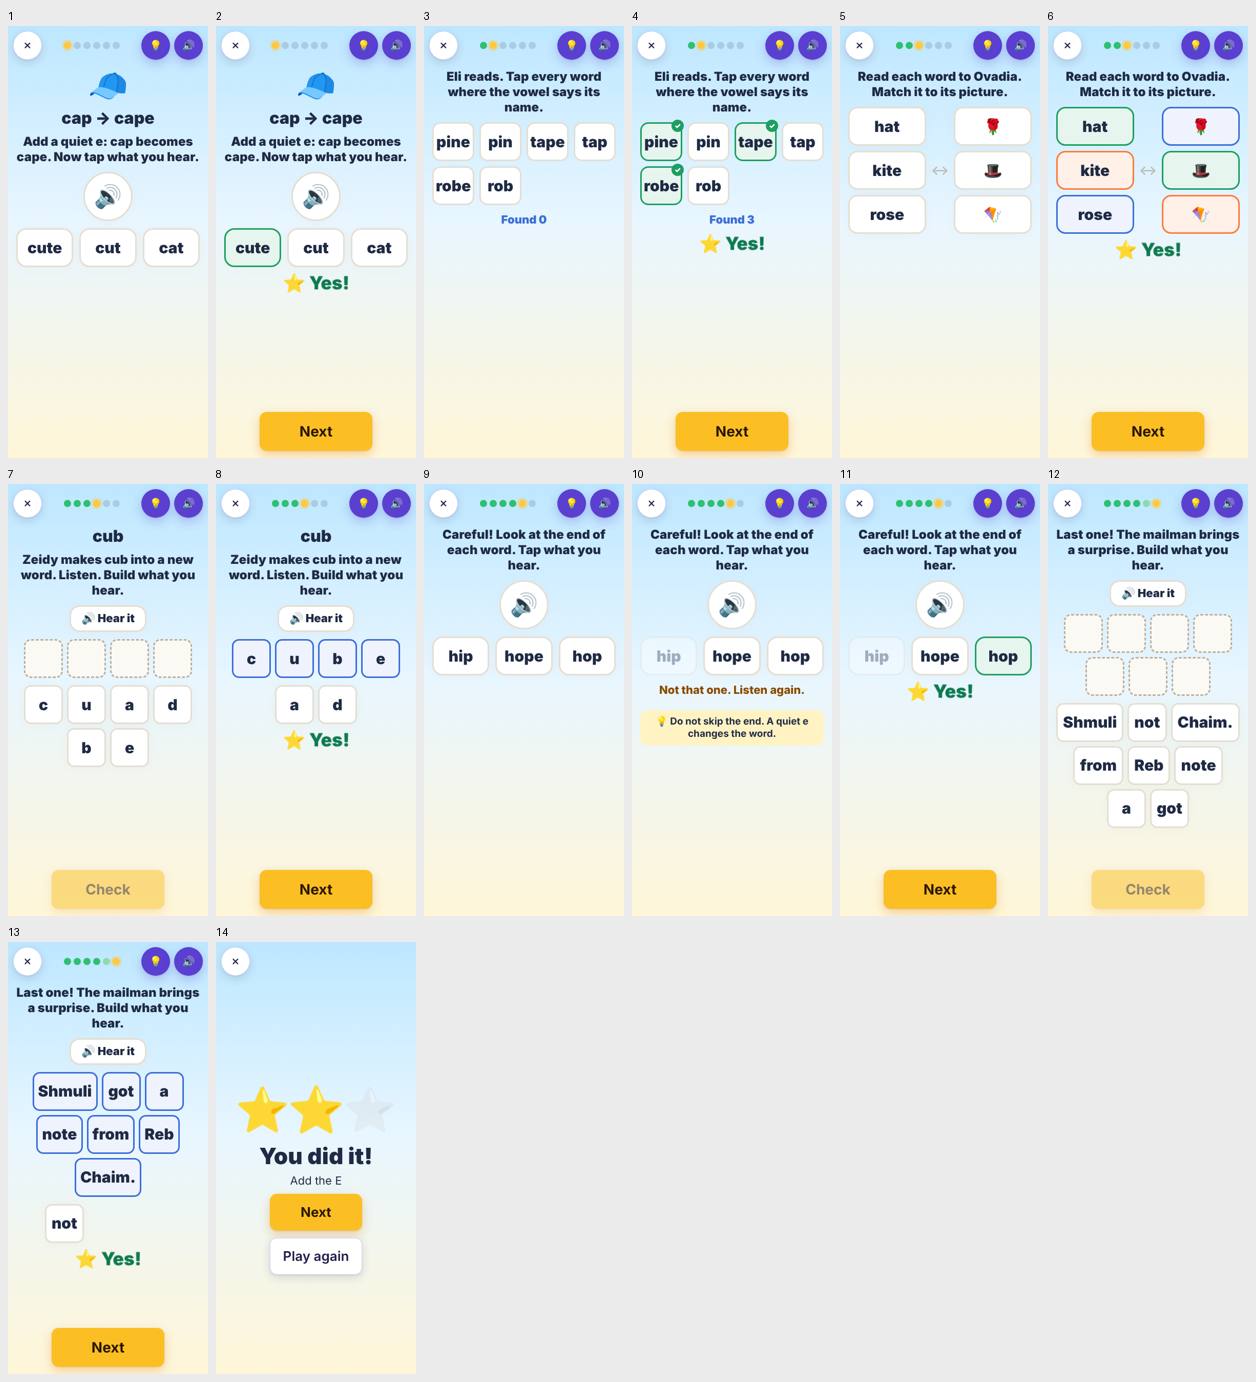 1
cap → cape
Add a quiet e: cap becomes
cape. Now tap what you hear.
cute cut cat
2
cap → cape
Add a quiet e: cap becomes
cape. Now tap what you hear.
cute cut cat
Yes!
Next
3
Eli reads. Tap every word
where the vowel says its
name.
pine pin tape tap
robe rob
Found 0
4
Eli reads. Tap every word
where the vowel says its
name.
pine pin tape tap
robe rob
Found 3
Yes!
Next
5
Read each word to Ovadia.
Match it to its picture.
hat
kite
rose
6
Read each word to Ovadia.
Match it to its picture.
hat
kite
rose
Yes!
Next
7
cub
Zeidy makes cub into a new
word. Listen. Build what you
hear.
Hear it
c u a d
b e
Check
8
cub
Zeidy makes cub into a new
word. Listen. Build what you
hear.
Hear it
c u b e
a d
Yes!
Next
9
Careful! Look at the end of
each word. Tap what you
hear.
hip hope hop
10
Careful! Look at the end of
each word. Tap what you
hear.
hip hope hop
Not that one. Listen again.
Do not skip the end. A quiet e
changes the word.
11
Careful! Look at the end of
each word. Tap what you
hear.
hip hope hop
Yes!
Next
12
Last one! The mailman brings
a surprise. Build what you
hear.
Hear it
Shmuli not Chaim.
from Reb note
a got
Check
13
Last one! The mailman brings
a surprise. Build what you
hear.
Hear it
Shmuli got a
note from Reb
Chaim.
not
Yes!
Next
14
You did it!
Add the E
Next
Play again